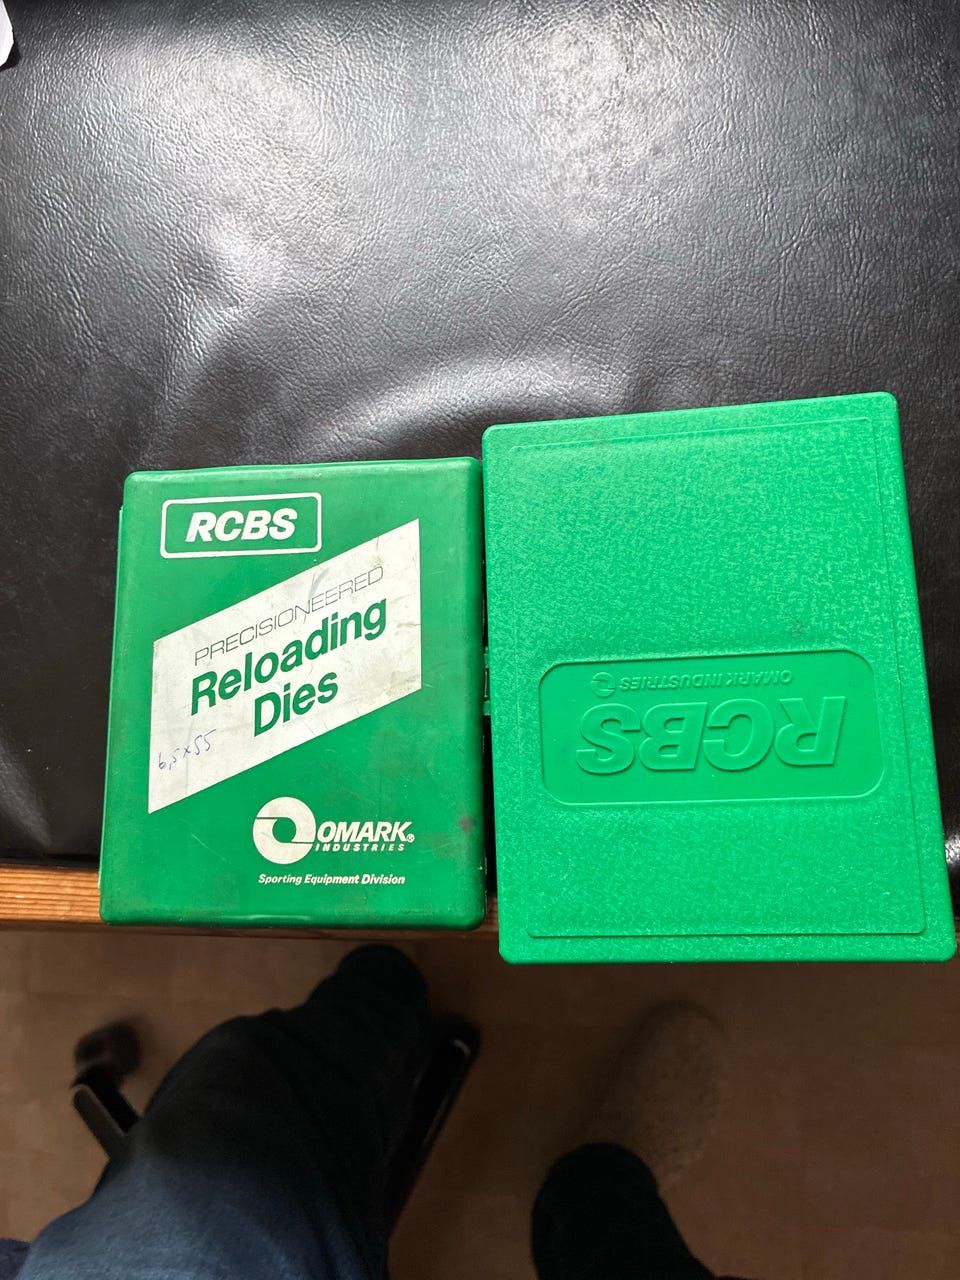 RCBS
PRECISIONEERED
Reloading
Dies
6,5x55
OMARK®
INDUSTRIES
Sporting Equipment Division
RCBS
OMARK INDUSTRIES